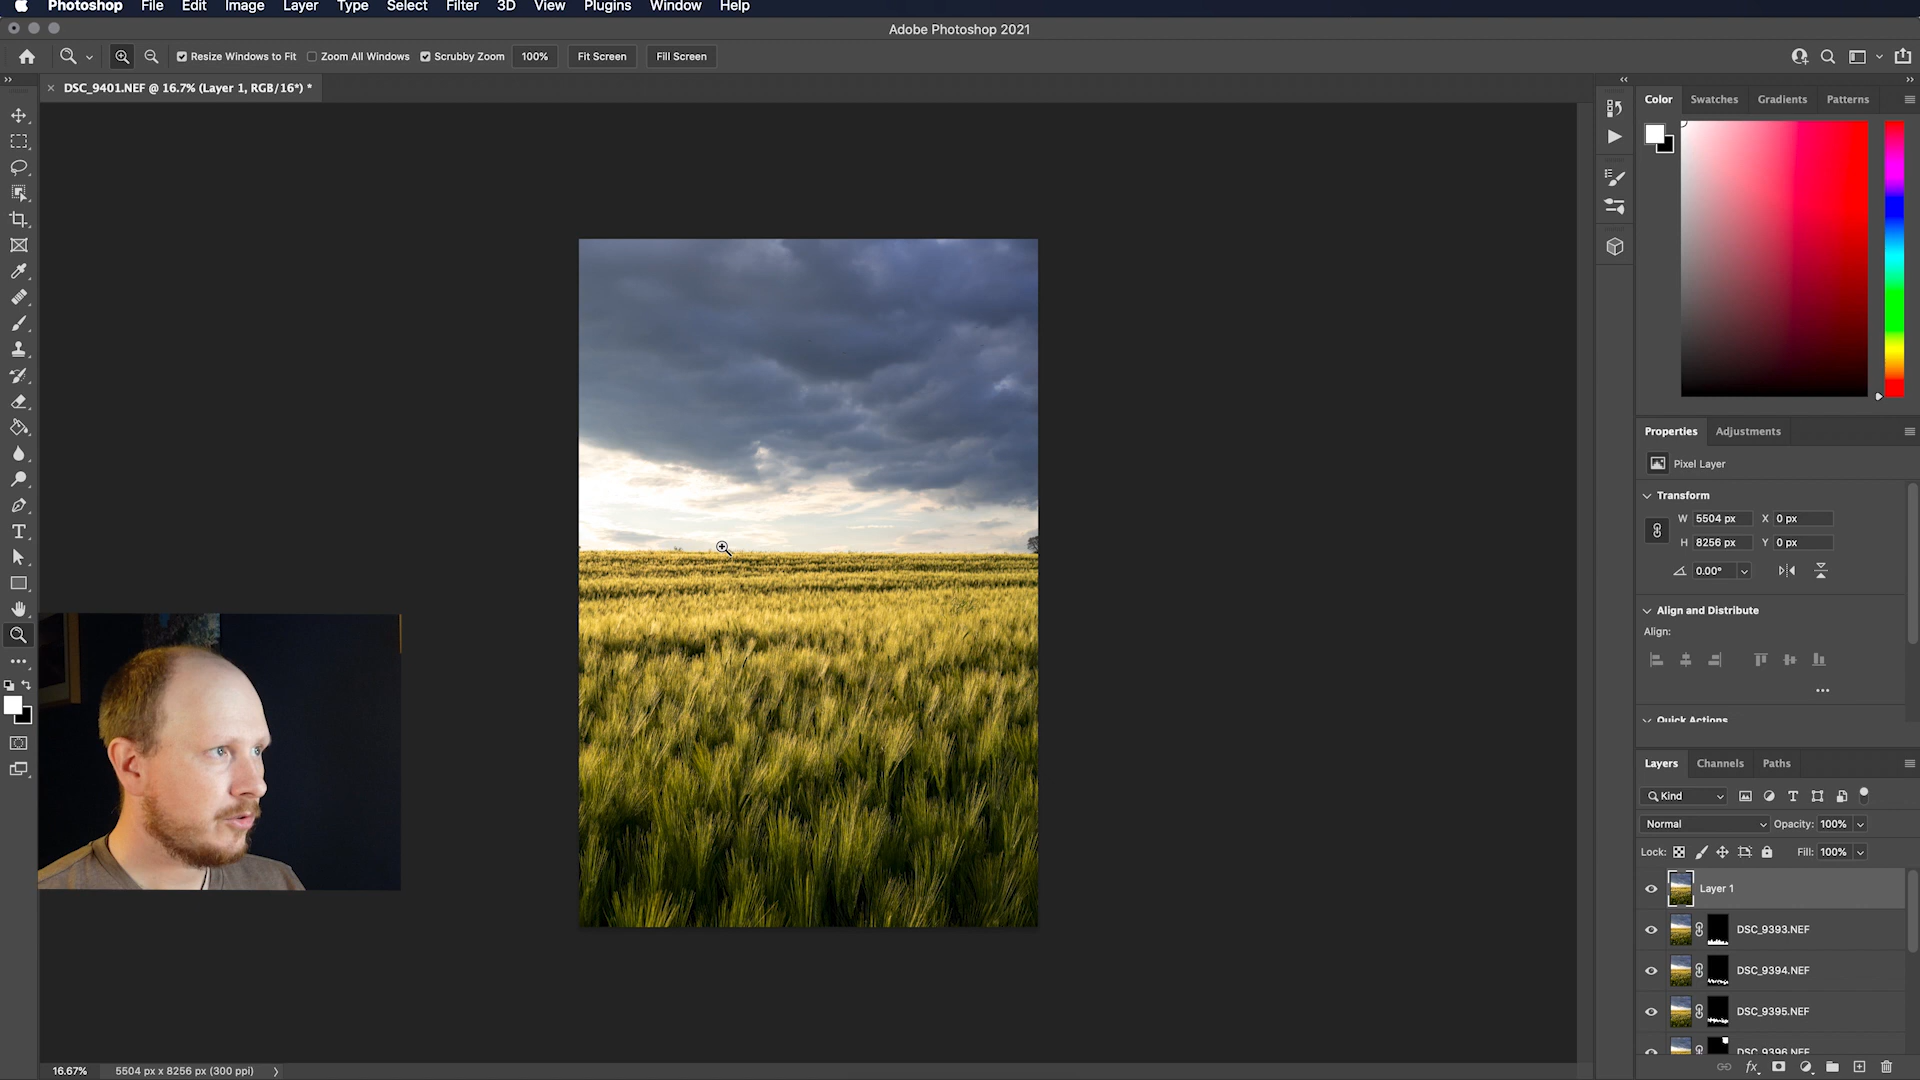 Photoshop File Edit Image Layer Type Select Filter 3D View Plugins Window Help
Adobe Photoshop 2021
Resize Windows to Fit Zoom All Windows Scrubby Zoom 100% Fit Screen Fill Screen
DSC_9401.NEF @ 16.7% (Layer 1, RGB/16*) *
Color Swatches Gradients Patterns
Properties Adjustments
Pixel Layer
Transform
W 5504 px X 0 px
H 8256 px Y 0 px
0.00°
Align and Distribute
Align:
Quick Actions
Layers Channels Paths
Kind
Normal Opacity: 100%
Lock: Fill: 100%
Layer 1
DSC_9393.NEF
DSC_9394.NEF
DSC_9395.NEF
DSC_9396.NEF
16.67% 5504 px x 8256 px (300 ppi)